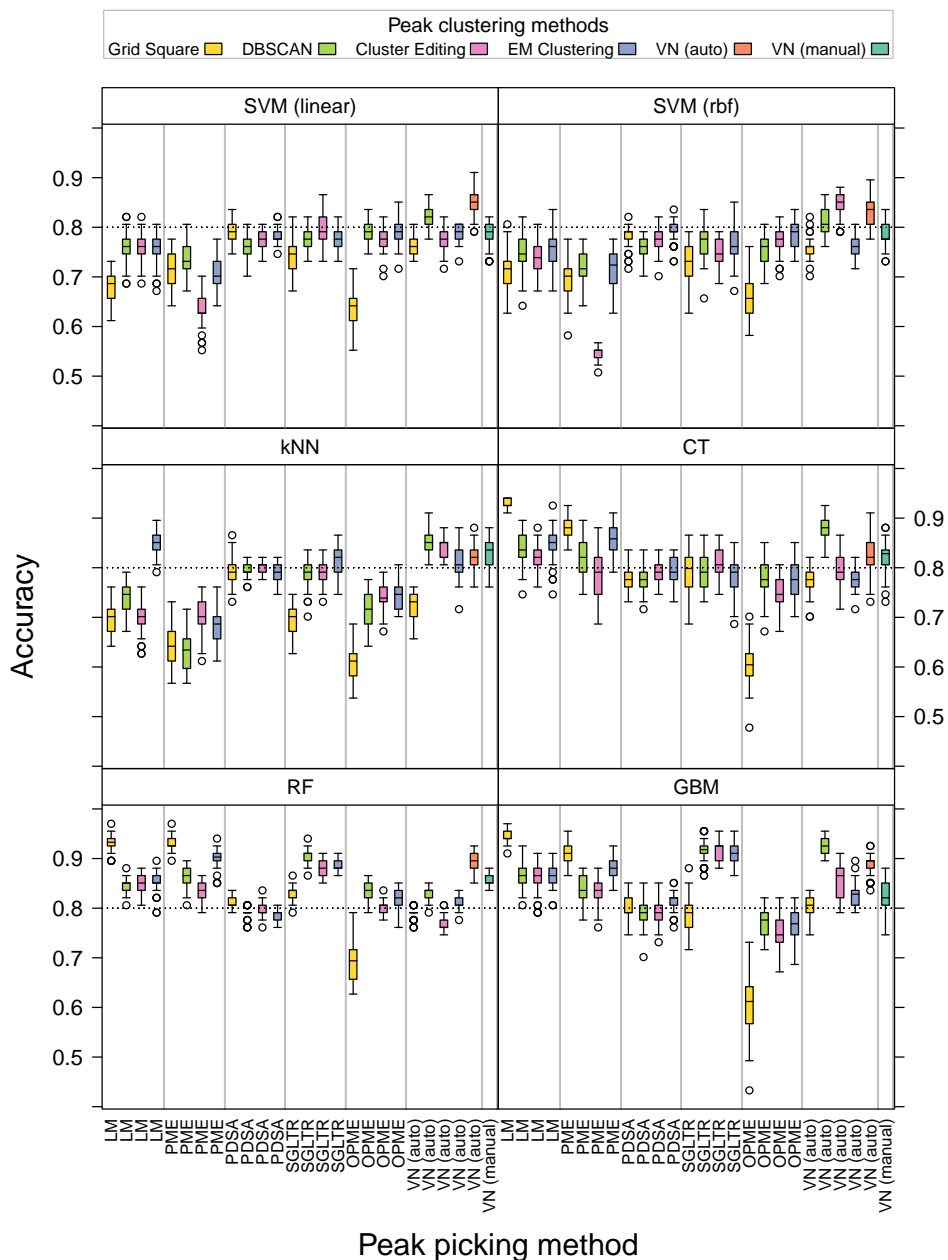 Peak clustering methods
Grid Square DBSCAN Cluster Editing EM Clustering VN (auto) VN (manual)
SVM (linear) SVM (rbf)
0.9
0.8
0.7
0.6
0.5
kNN CT
0.9
0.8
0.7
0.6
0.5
RF GBM
0.9
0.8
0.7
0.6
0.5
Accuracy
LM LM LM LM PME PME PME PME PDSA PDSA PDSA PDSA SGLTR SGLTR SGLTR SGLTR OPME OPME OPME OPME VN (auto) VN (auto) VN (auto) VN (auto) VN (auto) VN (manual)
LM LM LM LM PME PME PME PME PDSA PDSA PDSA PDSA SGLTR SGLTR SGLTR SGLTR OPME OPME OPME OPME VN (auto) VN (auto) VN (auto) VN (auto) VN (auto) VN (manual)
Peak picking method